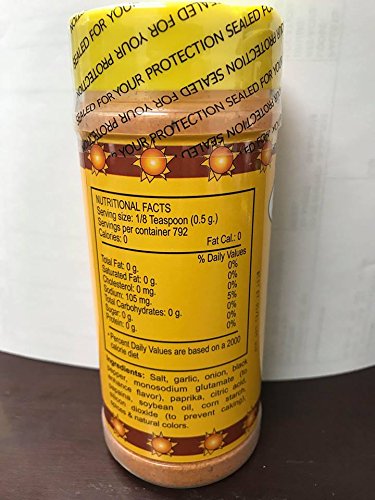 SEALED FOR YOUR PROTECTION SEALED FOR YOUR PROTECTION
SEALED FOR YOUR PROTECTION SEALED FOR
NUTRITIONAL FACTS
Serving size: 1/8 Teaspoon (0.5 g.)
Servings per container 792
Calories: 0 Fat Cal.: 0
% Daily Values
Total Fat: 0 g. 0%
Saturated Fat: 0 g. 0%
Cholesterol: 0 mg. 0%
Sodium: 105 mg. 5%
Total Carbohydrates: 0 g. 0%
Sugar: 0 g. 0%
Protein: 0 g. 0%
* Percent Daily Values are based on a 2000
calorie diet
Ingredients: Salt, garlic, onion, black
pepper, monosodium glutamate (to
enhance flavor), paprika, citric acid,
soybean oil, corn starch,
silicon dioxide (to prevent caking),
spices & natural colors.